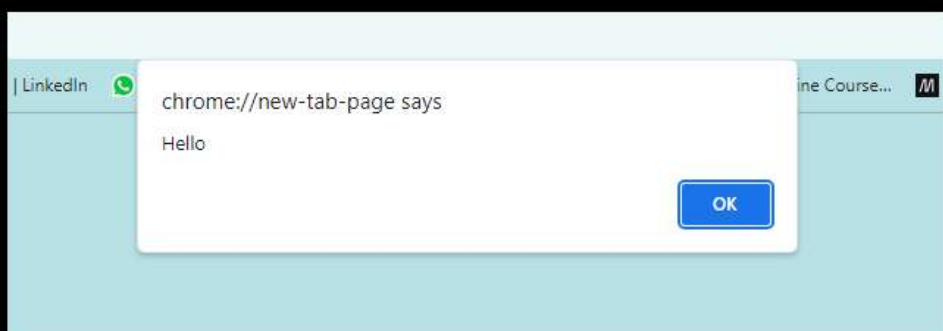 | LinkedIn
ine Course...
chrome://new-tab-page says
Hello
OK